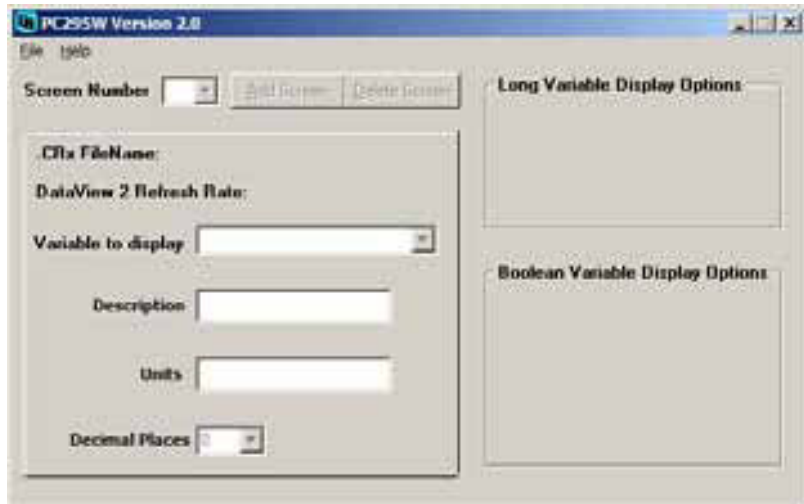 PC295W Version 2.0
File Help
Screen Number Add Screen Delete Screen
Long Variable Display Options
.CRx FileName:
DataView 2 Refresh Rate:
Variable to display
Boolean Variable Display Options
Description
Units
Decimal Places